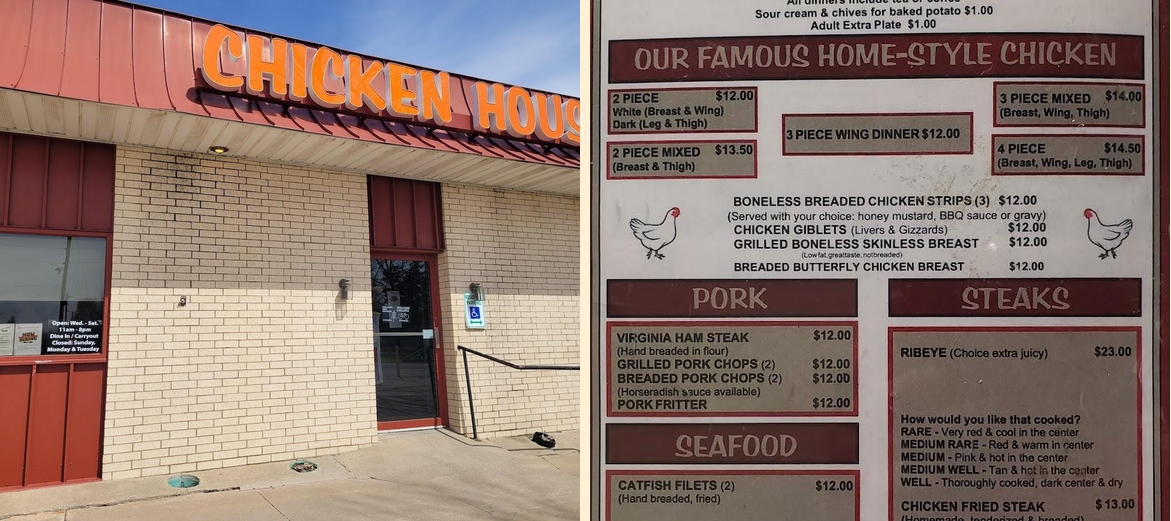 CHICKEN HOUS
Open: Wed. - Sat.
11am - 8pm
Dine In / Carryout
Closed: Sunday,
Monday & Tuesday
All dinners include tea or coffee
Sour cream & chives for baked potato $1.00
Adult Extra Plate $1.00
OUR FAMOUS HOME-STYLE CHICKEN
2 PIECE $12.00
White (Breast & Wing)
Dark (Leg & Thigh)
2 PIECE MIXED $13.50
(Breast & Thigh)
3 PIECE WING DINNER $12.00
3 PIECE MIXED $14.00
(Breast, Wing, Thigh)
4 PIECE $14.50
(Breast, Wing, Leg, Thigh)
BONELESS BREADED CHICKEN STRIPS (3) $12.00
(Served with your choice: honey mustard, BBQ sauce or gravy)
CHICKEN GIBLETS (Livers & Gizzards) $12.00
GRILLED BONELESS SKINLESS BREAST $12.00
(Low fat, great taste, not breaded)
BREADED BUTTERFLY CHICKEN BREAST $12.00
PORK
VIRGINIA HAM STEAK $12.00
(Hand breaded in flour)
GRILLED PORK CHOPS (2) $12.00
BREADED PORK CHOPS (2) $12.00
(Horseradish sauce available)
PORK FRITTER $12.00
SEAFOOD
CATFISH FILETS (2) $12.00
(Hand breaded, fried)
STEAKS
RIBEYE (Choice extra juicy) $23.00
How would you like that cooked?
RARE - Very red & cool in the center
MEDIUM RARE - Red & warm in center
MEDIUM - Pink & hot in the center
MEDIUM WELL - Tan & hot in the center
WELL - Thoroughly cooked, dark center & dry
CHICKEN FRIED STEAK $13.00
(Homemade, tenderized & breaded)